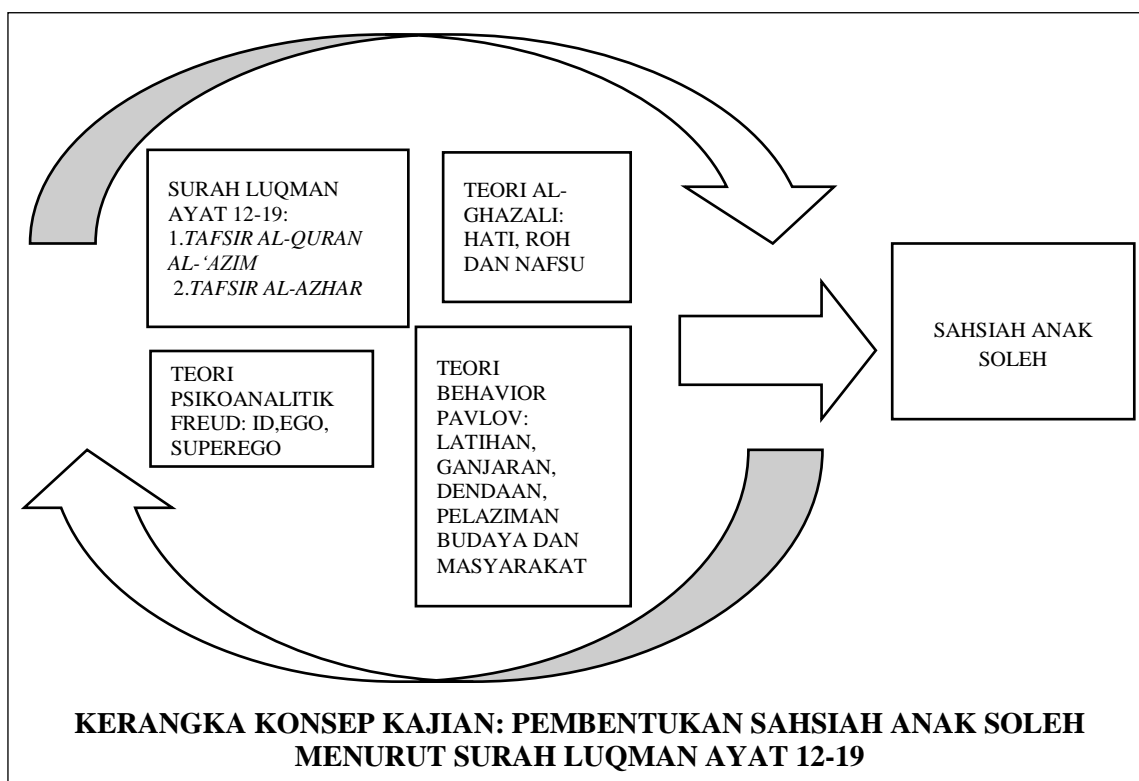 SURAH LUQMAN
AYAT 12-19:
1.TAFSIR AL-QURAN
AL-‘AZIM
2.TAFSIR AL-AZHAR
TEORI AL-
GHAZALI:
HATI, ROH
DAN NAFSU
TEORI
PSIKOANALITIK
FREUD: ID,EGO,
SUPEREGO
TEORI
BEHAVIOR
PAVLOV:
LATIHAN,
GANJARAN,
DENDAAN,
PELAZIMAN
BUDAYA DAN
MASYARAKAT
SAHSIAH ANAK
SOLEH
KERANGKA KONSEP KAJIAN: PEMBENTUKAN SAHSIAH ANAK SOLEH
MENURUT SURAH LUQMAN AYAT 12-19